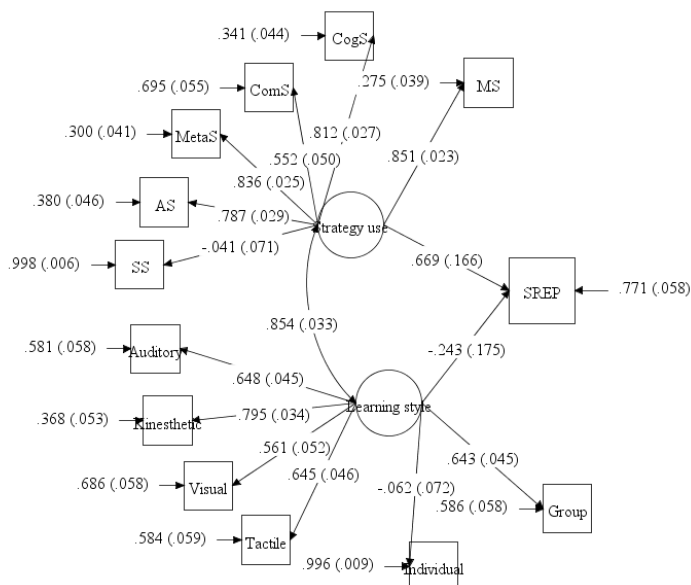 .341 (.044)
CogS
.695 (.055)
ComS
.275 (.039)
MS
.300 (.041)
MetaS
.812 (.027)
.552 (.050)
.851 (.023)
.836 (.025)
.380 (.046)
AS
.787 (.029)
Strategy use
-.041 (.071)
.998 (.006)
SS
.669 (.166)
SREP
.771 (.058)
.854 (.033)
.581 (.058)
Auditory
-.243 (.175)
.648 (.045)
.368 (.053)
Kinesthetic
.795 (.034)
Learning style
.561 (.052)
.643 (.045)
.645 (.046)
.686 (.058)
Visual
-.062 (.072)
.586 (.058)
Group
.584 (.059)
Tactile
.996 (.009)
Individual